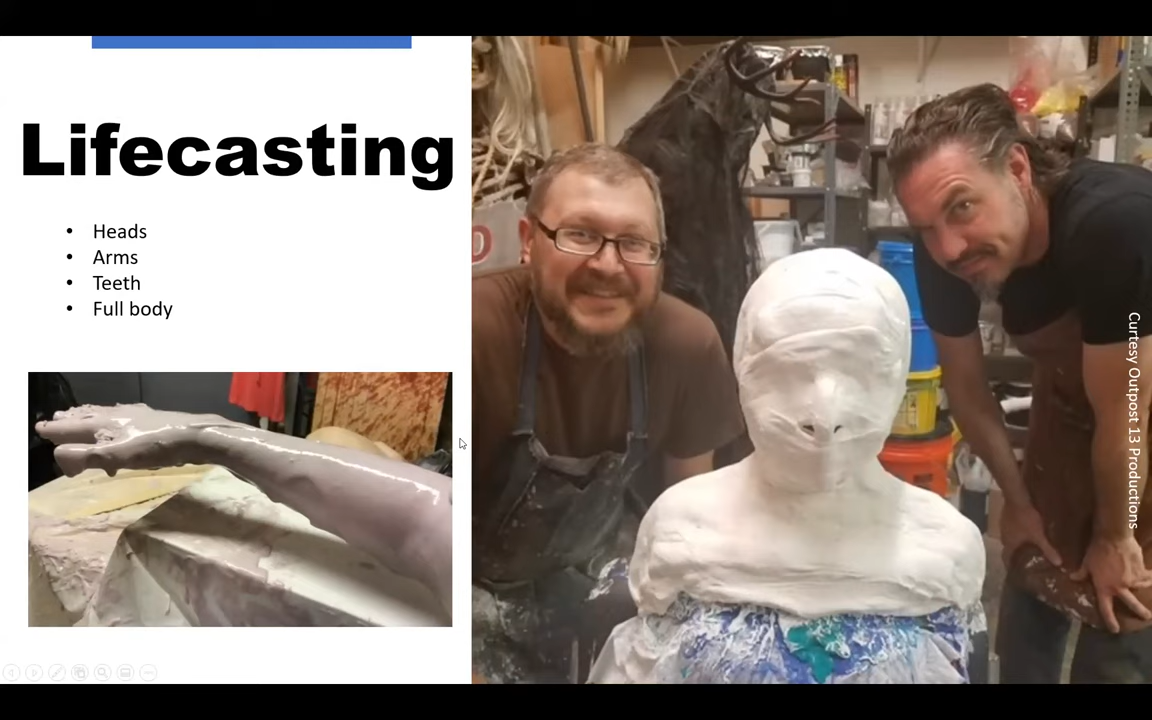 Lifecasting
• Heads
• Arms
• Teeth
• Full body
Curtesy Outpost 13 Productions